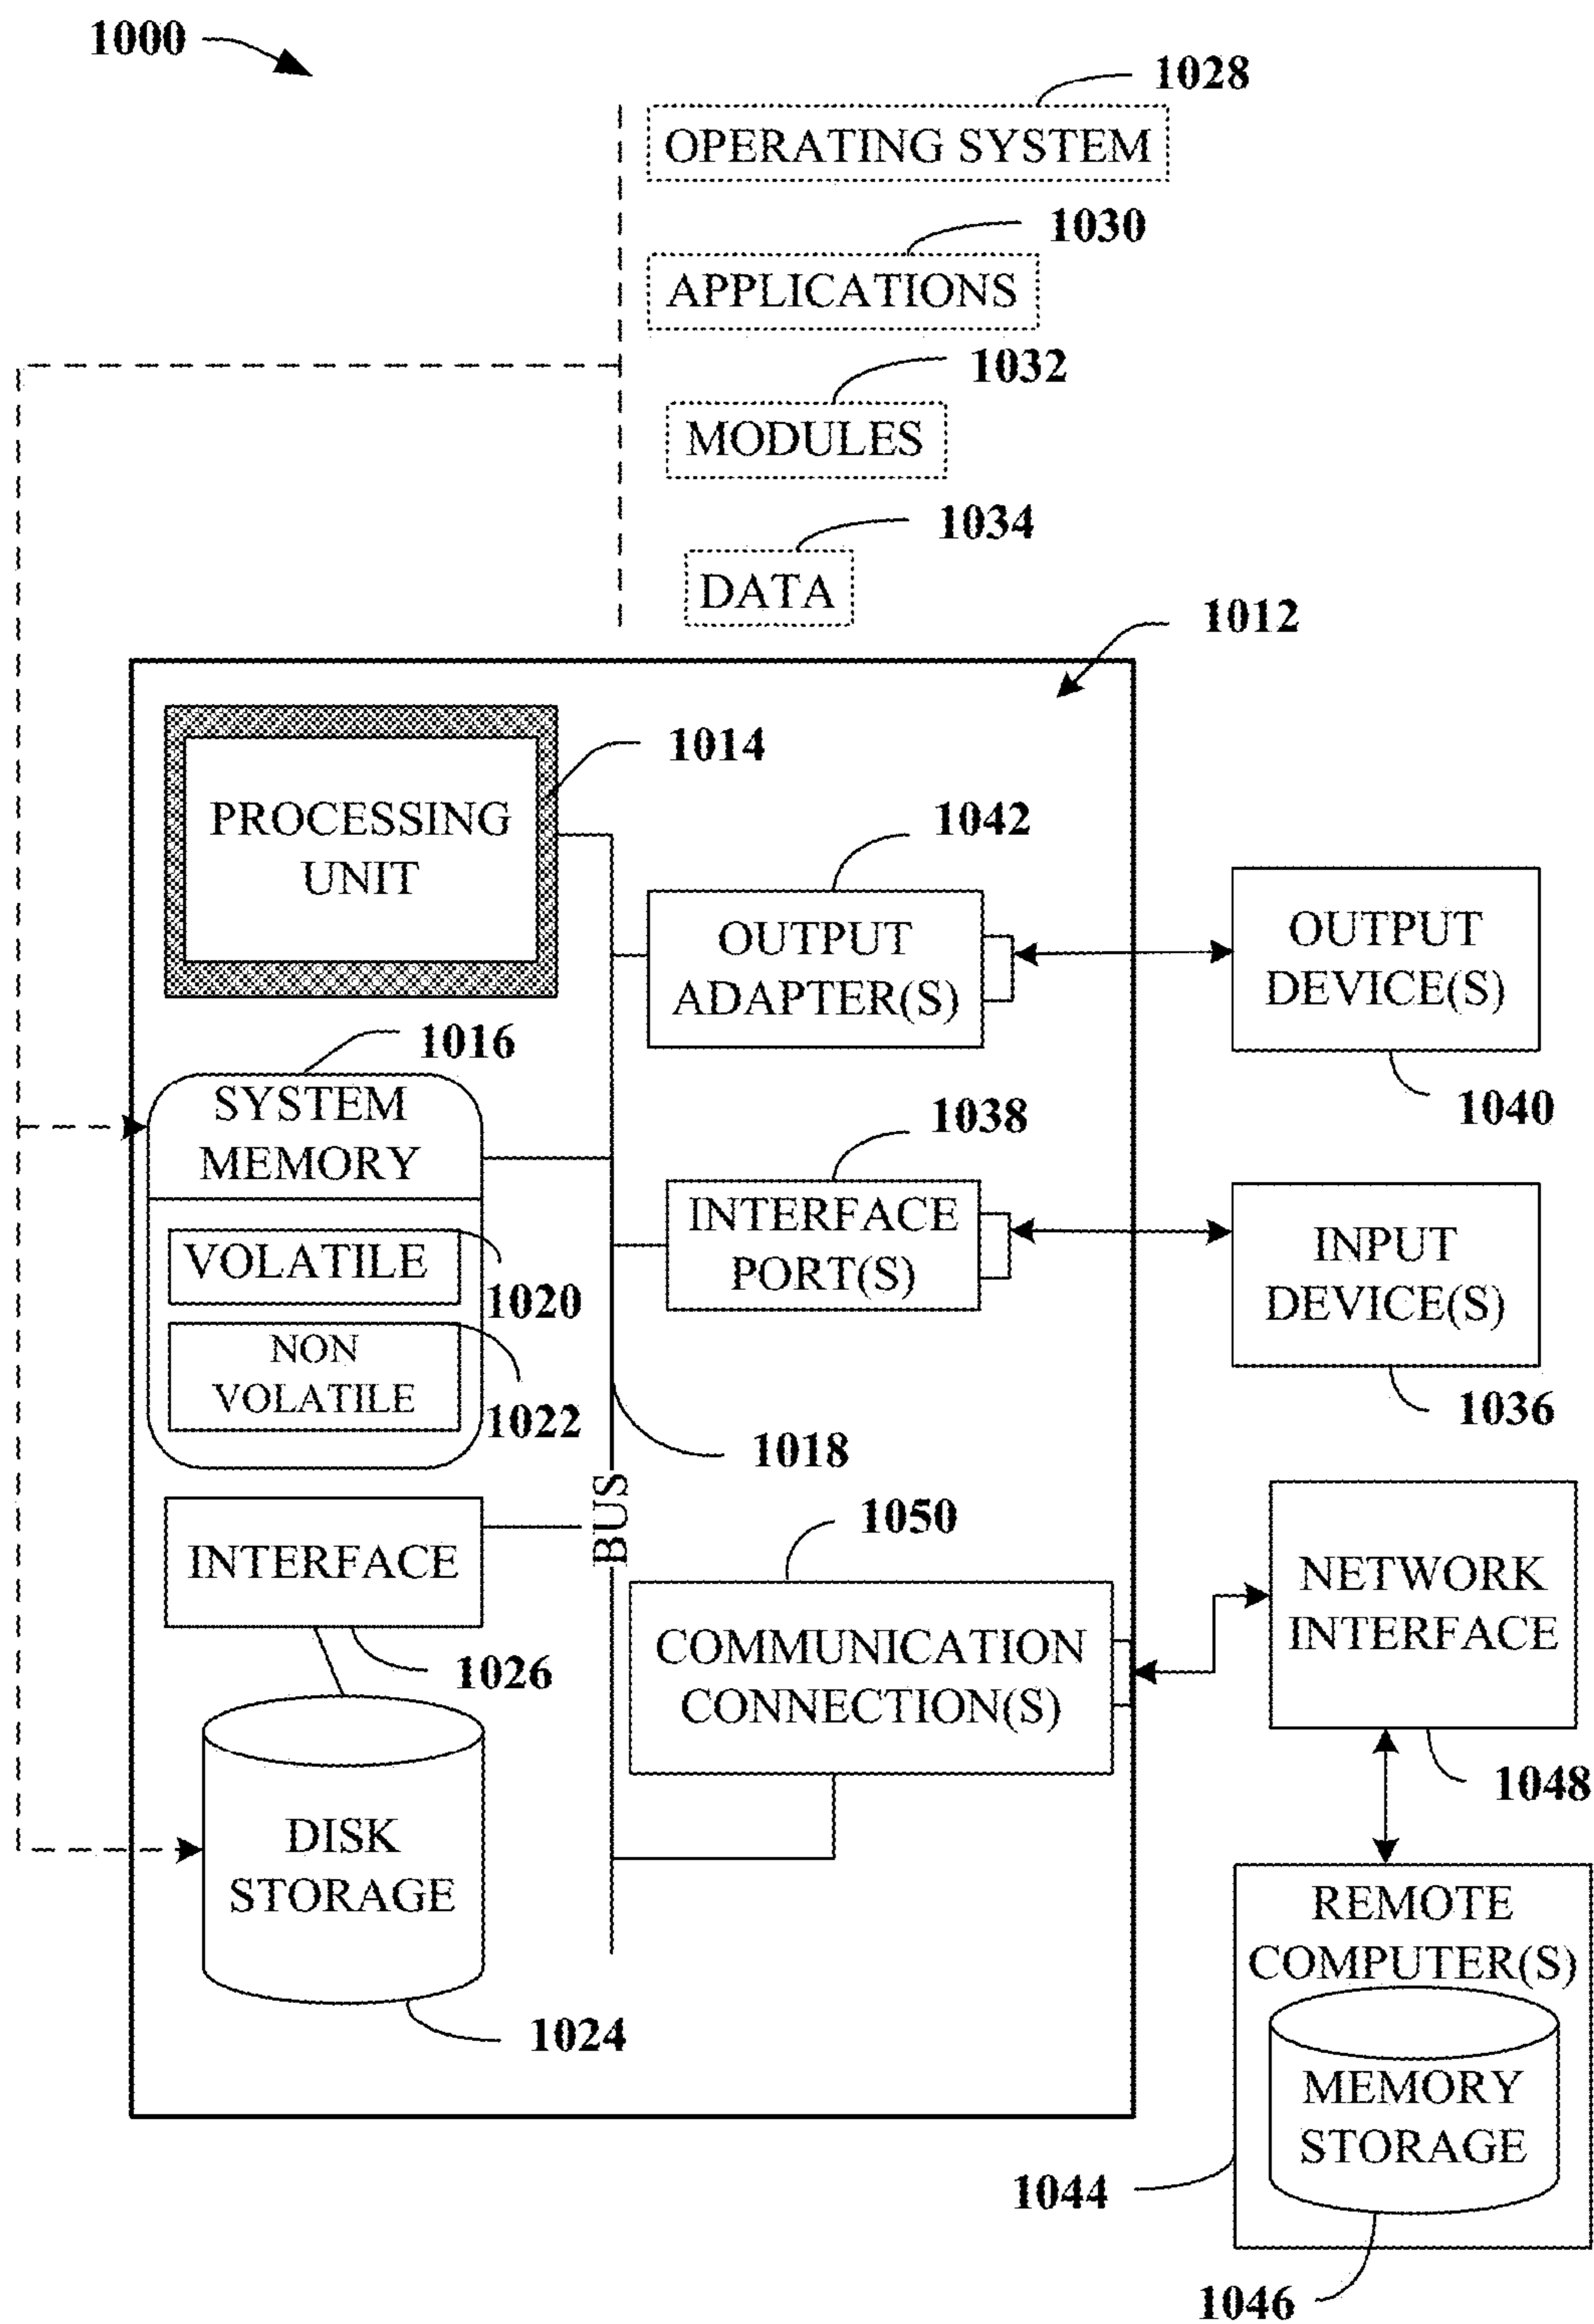 1000
1028
OPERATING SYSTEM
1030
APPLICATIONS
1032
MODULES
1034
DATA
1012
1014
PROCESSING
UNIT
1042
OUTPUT
ADAPTER(S)
OUTPUT
DEVICE(S)
1040
1016
SYSTEM
MEMORY
VOLATILE
1020
NON
VOLATILE
1022
1038
INTERFACE
PORT(S)
INPUT
DEVICE(S)
1036
1018
BUS
INTERFACE
1026
1050
COMMUNICATION
CONNECTION(S)
NETWORK
INTERFACE
1048
DISK
STORAGE
1024
REMOTE
COMPUTER(S)
MEMORY
STORAGE
1044
1046